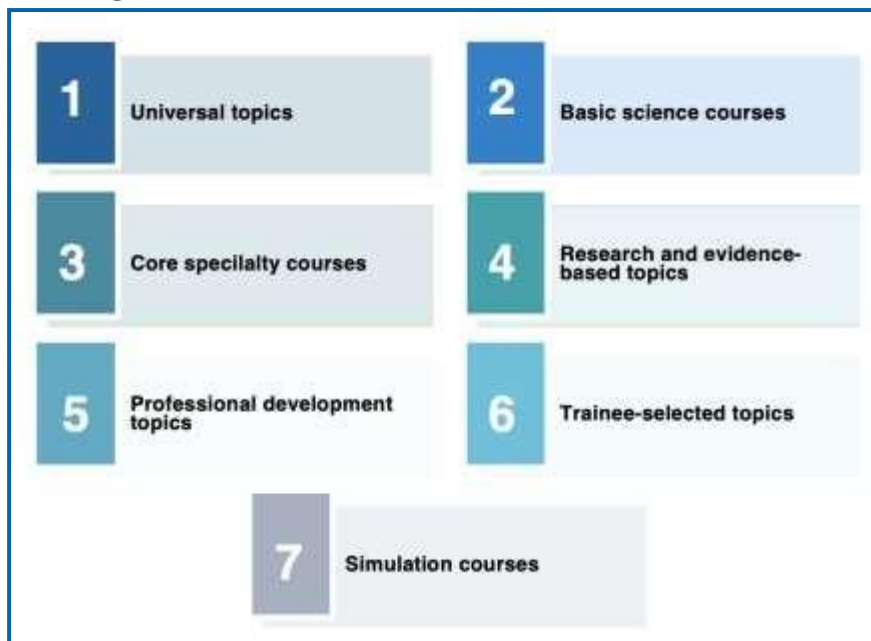 1
Universal topics
2
Basic science courses
3
Core specilalty courses
4
Research and evidence-
based topics
5
Professional development
topics
6
Trainee-selected topics
7
Simulation courses